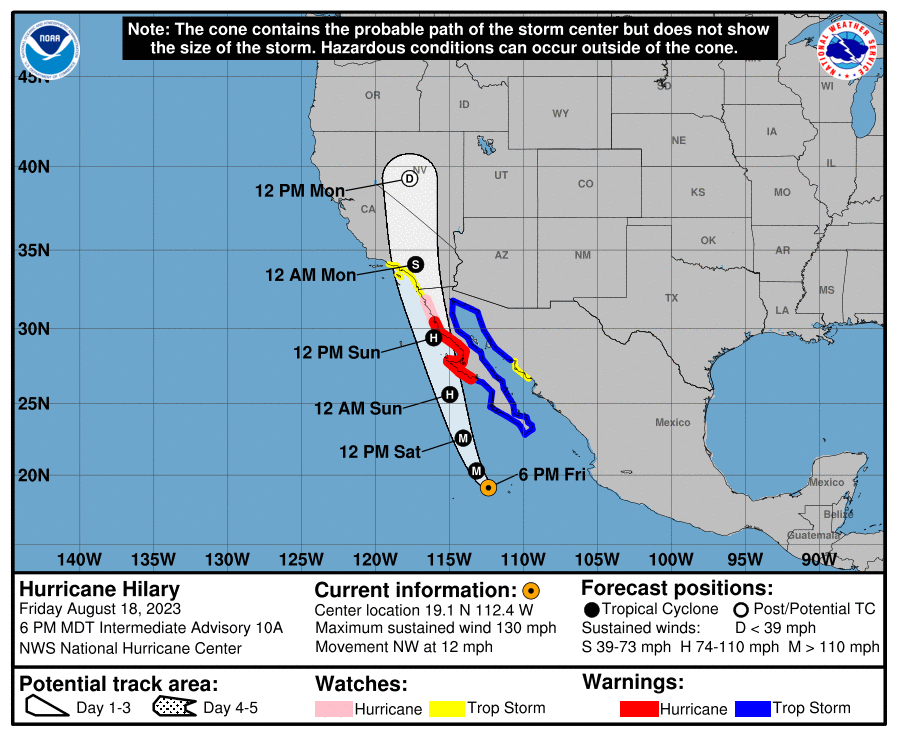 Note: The cone contains the probable path of the storm center but does not show
the size of the storm. Hazardous conditions can occur outside of the cone.
NOAA
NATIONAL WEATHER SERVICE
45N
40N
35N
30N
25N
20N
OR
ID
WY
SD
WI
IA
NE
IL
NV
UT
CO
KS
MO
CA
AZ
NM
OK
AR
TX
LA
MS
Mexico
Mexico
Belize
Guatemala
12 PM Mon
D
12 AM Mon
S
12 PM Sun
H
12 AM Sun
H
12 PM Sat
M
M
6 PM Fri
140W 135W 130W 125W 120W 115W 110W 105W 100W 95W 90W
Hurricane Hilary
Friday August 18, 2023
6 PM MDT Intermediate Advisory 10A
NWS National Hurricane Center
Current information:
Center location 19.1 N 112.4 W
Maximum sustained wind 130 mph
Movement NW at 12 mph
Forecast positions:
Tropical Cyclone Post/Potential TC
Sustained winds: D < 39 mph
S 39-73 mph H 74-110 mph M > 110 mph
Potential track area:
Day 1-3 Day 4-5
Watches:
Hurricane Trop Storm
Warnings:
Hurricane Trop Storm